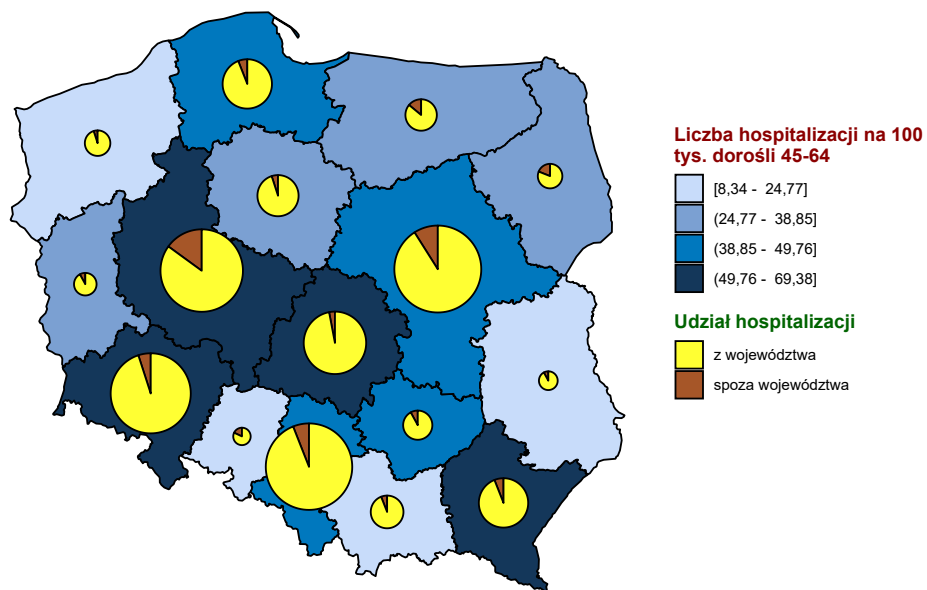 Liczba hospitalizacji na 100
tys. dorośli 45-64
[8,34 - 24,77]
(24,77 - 38,85]
(38,85 - 49,76]
(49,76 - 69,38]
Udział hospitalizacji
z województwa
spoza województwa